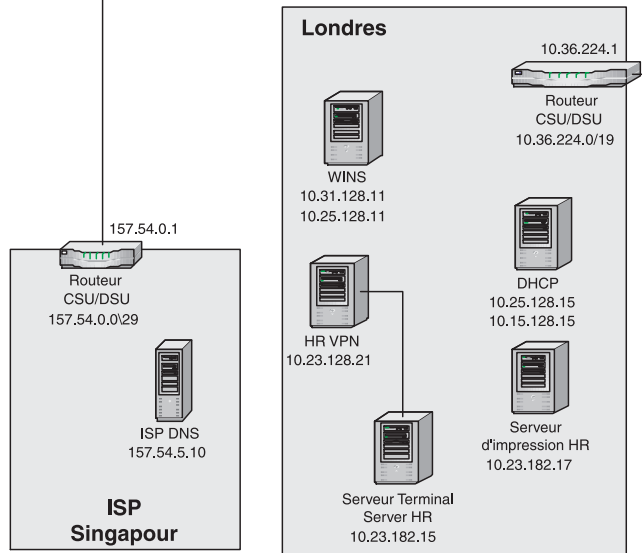 Londres
10.36.224.1
Routeur
CSU/DSU
10.36.224.0/19
WINS
10.31.128.11
10.25.128.11
157.54.0.1
Routeur
CSU/DSU
157.54.0.0\29
DHCP
10.25.128.15
10.15.128.15
HR VPN
10.23.128.21
ISP DNS
157.54.5.10
Serveur
d'impression HR
10.23.182.17
Serveur Terminal
Server HR
10.23.182.15
ISP
Singapour